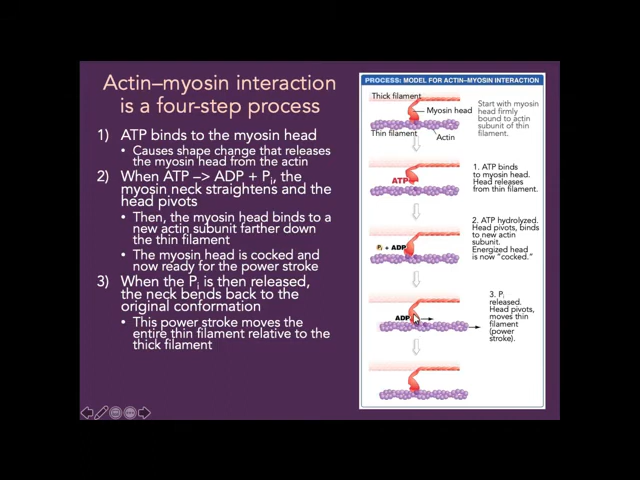 Actin–myosin interaction
is a four-step process
1) ATP binds to the myosin head
• Causes shape change that releases
the myosin head from the actin
2) When ATP –> ADP + Pi, the
myosin neck straightens and the
head pivots
• Then, the myosin head binds to a
new actin subunit farther down
the thin filament
• The myosin head is cocked and
now ready for the power stroke
3) When the Pi is then released,
the neck bends back to the
original conformation
• This power stroke moves the
entire thin filament relative to the
thick filament
PROCESS: MODEL FOR ACTIN–MYOSIN INTERACTION
Thick filament
Myosin head
Thin filament
Actin
Start with myosin
head firmly
bound to actin
subunit of thin
filament.
ATP
1. ATP binds
to myosin head.
Head releases
from thin filament.
Pi + ADP
2. ATP hydrolyzed.
Head pivots, binds
to new actin
subunit.
Energized head
is now “cocked.”
ADP
3. Pi
released.
Head pivots,
moves thin
filament
(power
stroke).